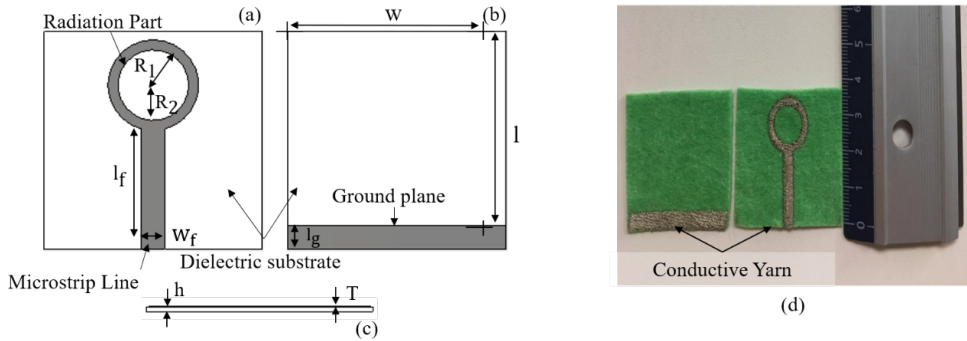 Radiation Part
(a)
R1
R2
lf
Wf
Microstrip Line
Dielectric substrate
W
(b)
l
Ground plane
lg
h
T
(c)
6
5
4
3
2
1
0
Conductive Yarn
(d)